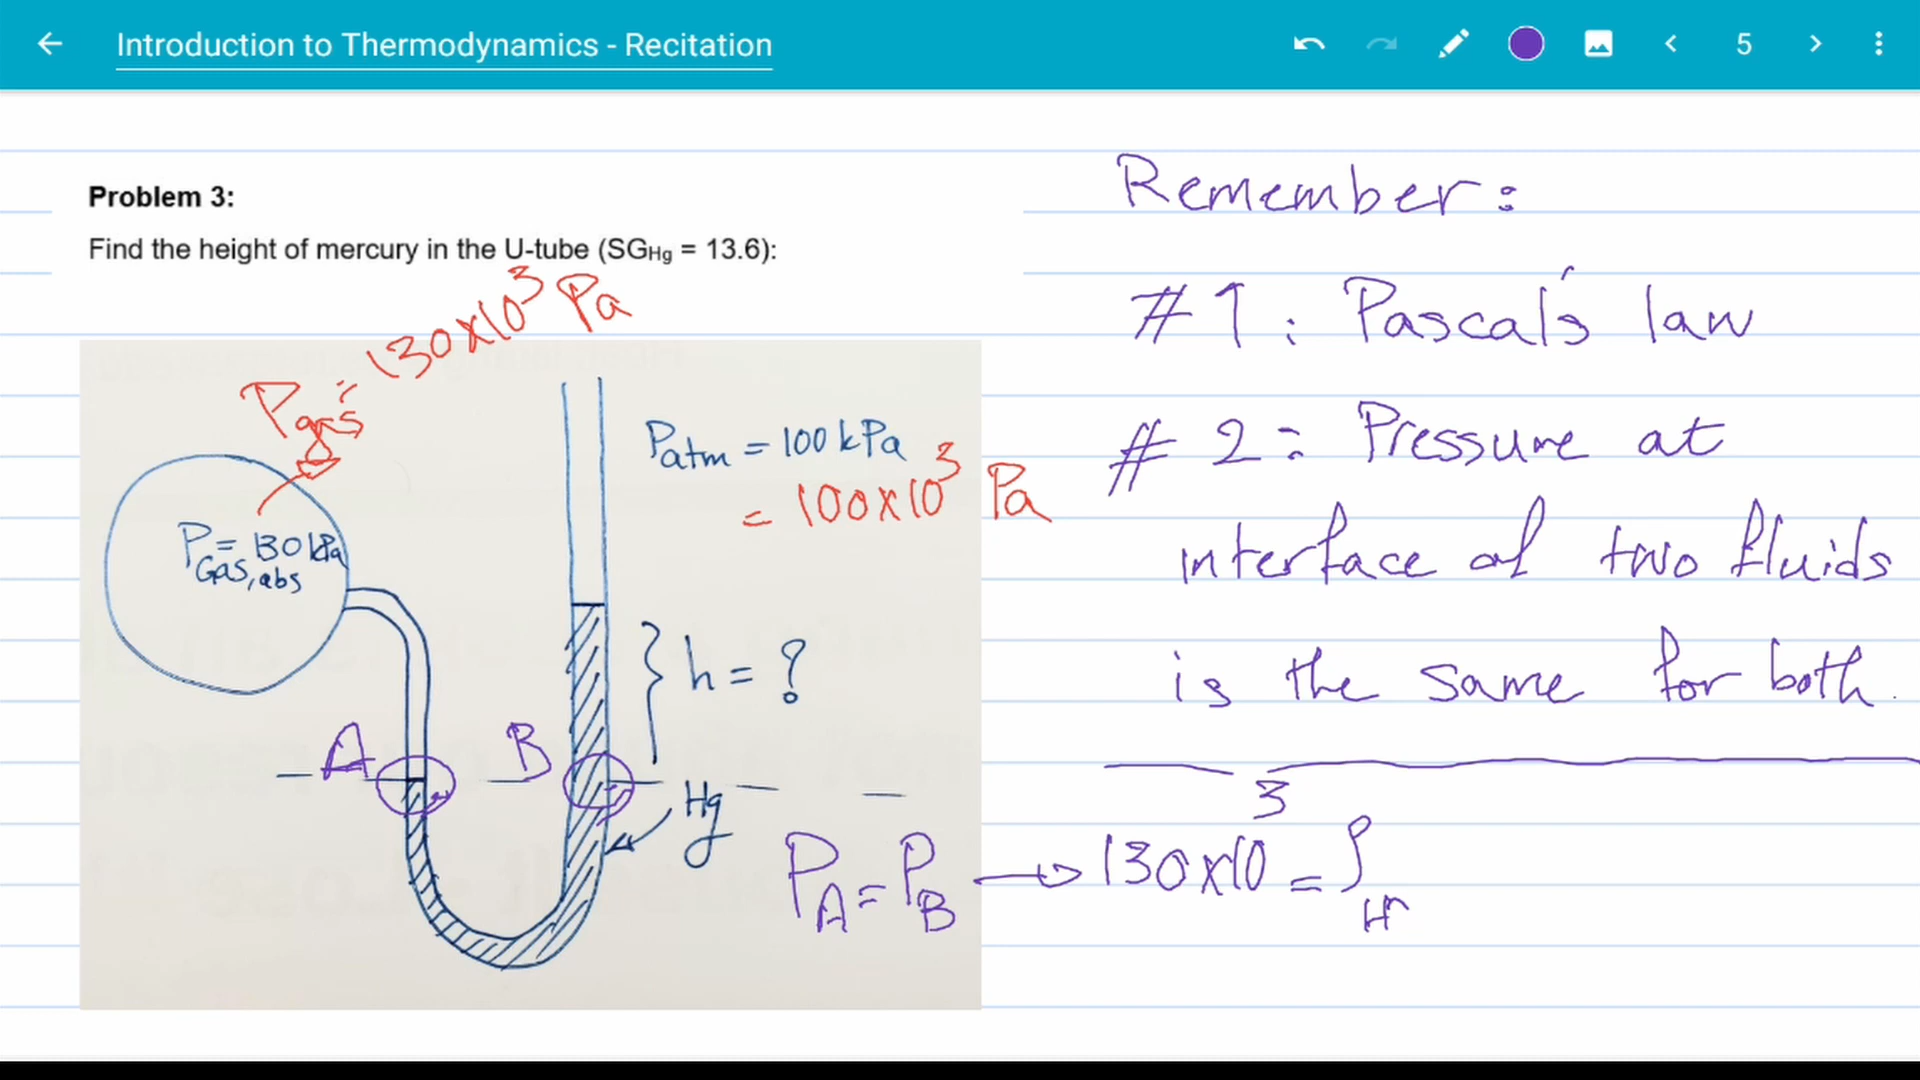 Introduction to Thermodynamics - Recitation
5
Problem 3:
Find the height of mercury in the U-tube (SGHg = 13.6):
Pgas = 130x10³ Pa
Patm = 100 kPa
= 100x10³ Pa
PGas,abs = 130 kPa
h = ?
A
B
Hg
PA = PB
Remember:
#1: Pascal's law
#2: Pressure at
interface of two fluids
is the same for both.
130x10³ = ρH